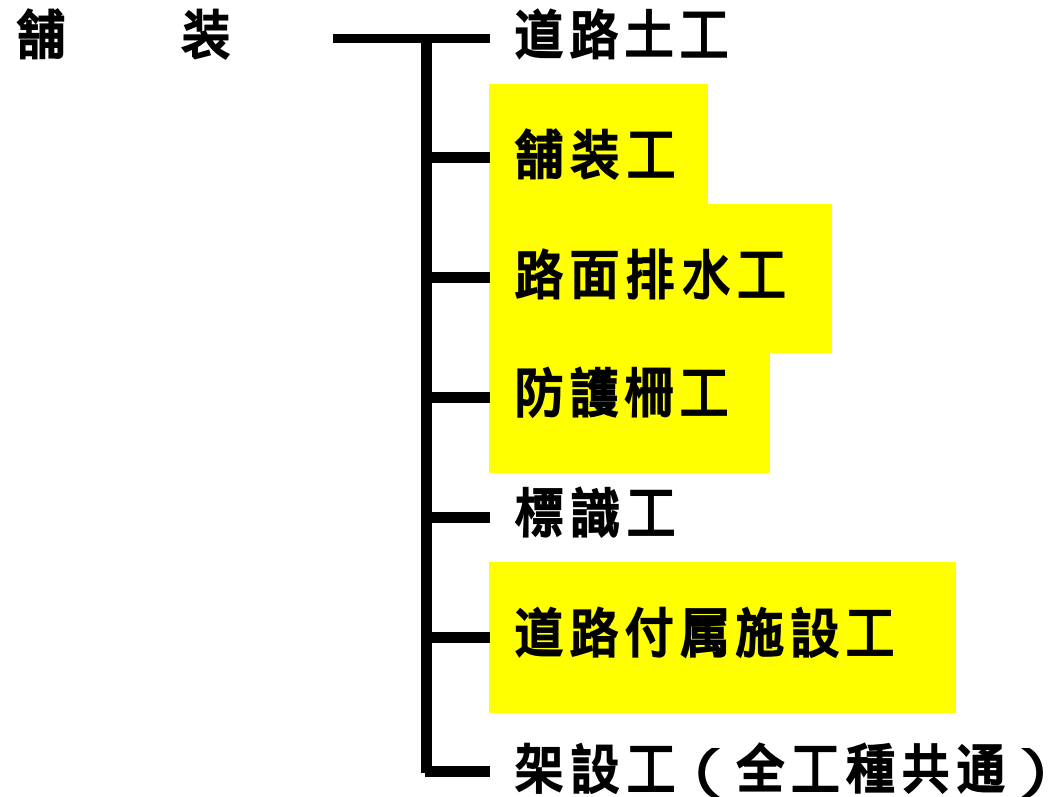 舗　　装　　道路土工
舗装工
路面排水工
防護柵工
標識工
道路付属施設工
架設工（全工種共通）